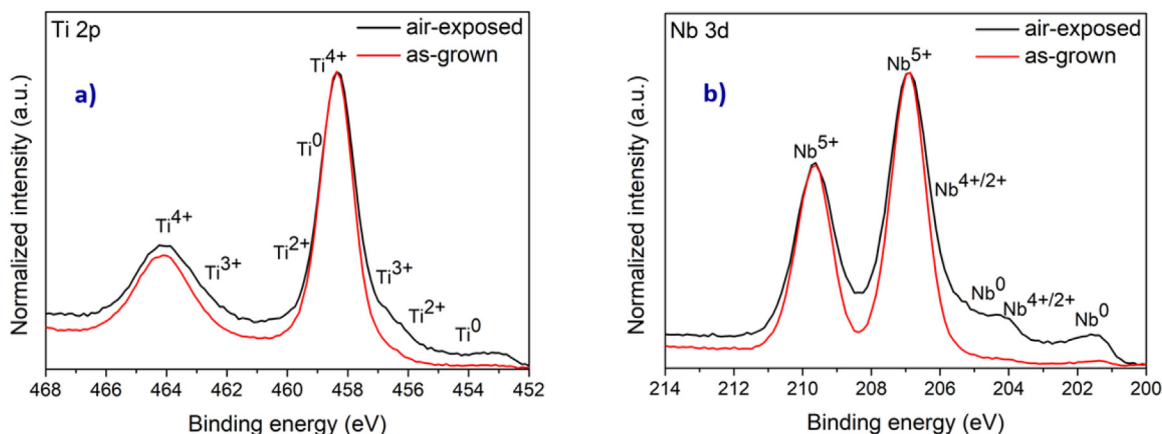 Ti 2p
air-exposed
as-grown
a)
Ti4+
Ti0
Ti4+
Ti3+
Ti2+
Ti3+
Ti2+
Ti0
Normalized intensity (a.u.)
468 466 464 462 460 458 456 454 452
Binding energy (eV)
Nb 3d
air-exposed
as-grown
b)
Nb5+
Nb5+
Nb4+/2+
Nb0
Nb4+/2+
Nb0
Normalized intensity (a.u.)
214 212 210 208 206 204 202 200
Binding energy (eV)